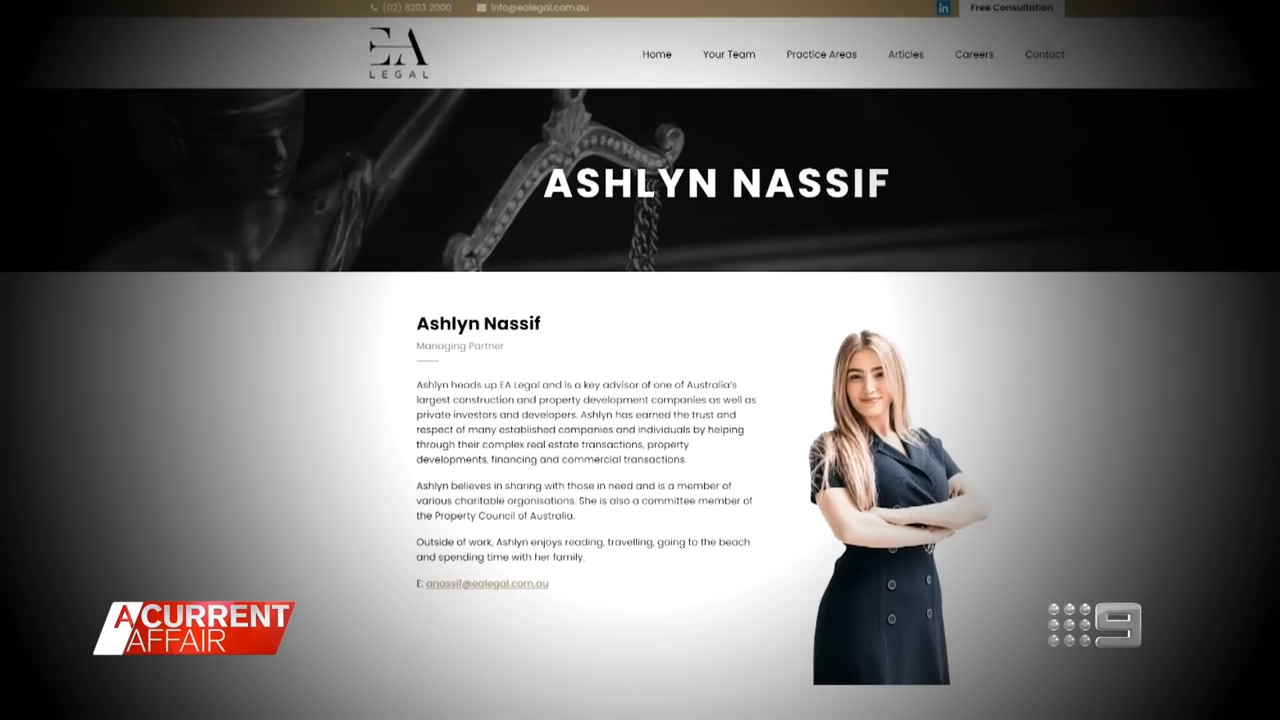 (02) 8203 2000
info@ealegal.com.au
in
Free Consultation
EA
LEGAL
Home
Your Team
Practice Areas
Articles
Careers
Contact
ASHLYN NASSIF
Ashlyn Nassif
Managing Partner
Ashlyn heads up EA Legal and is a key advisor of one of Australia's
largest construction and property development companies as well as
private investors and developers. Ashlyn has earned the trust and
respect of many established companies and individuals by helping
through their complex real estate transactions, property
developments, financing and commercial transactions.
Ashlyn believes in sharing with those in need and is a member of
various charitable organisations. She is also a committee member of
the Property Council of Australia.
Outside of work, Ashlyn enjoys reading, travelling, going to the beach
and spending time with her family.
E: anassif@ealegal.com.au
A CURRENT
AFFAIR
9